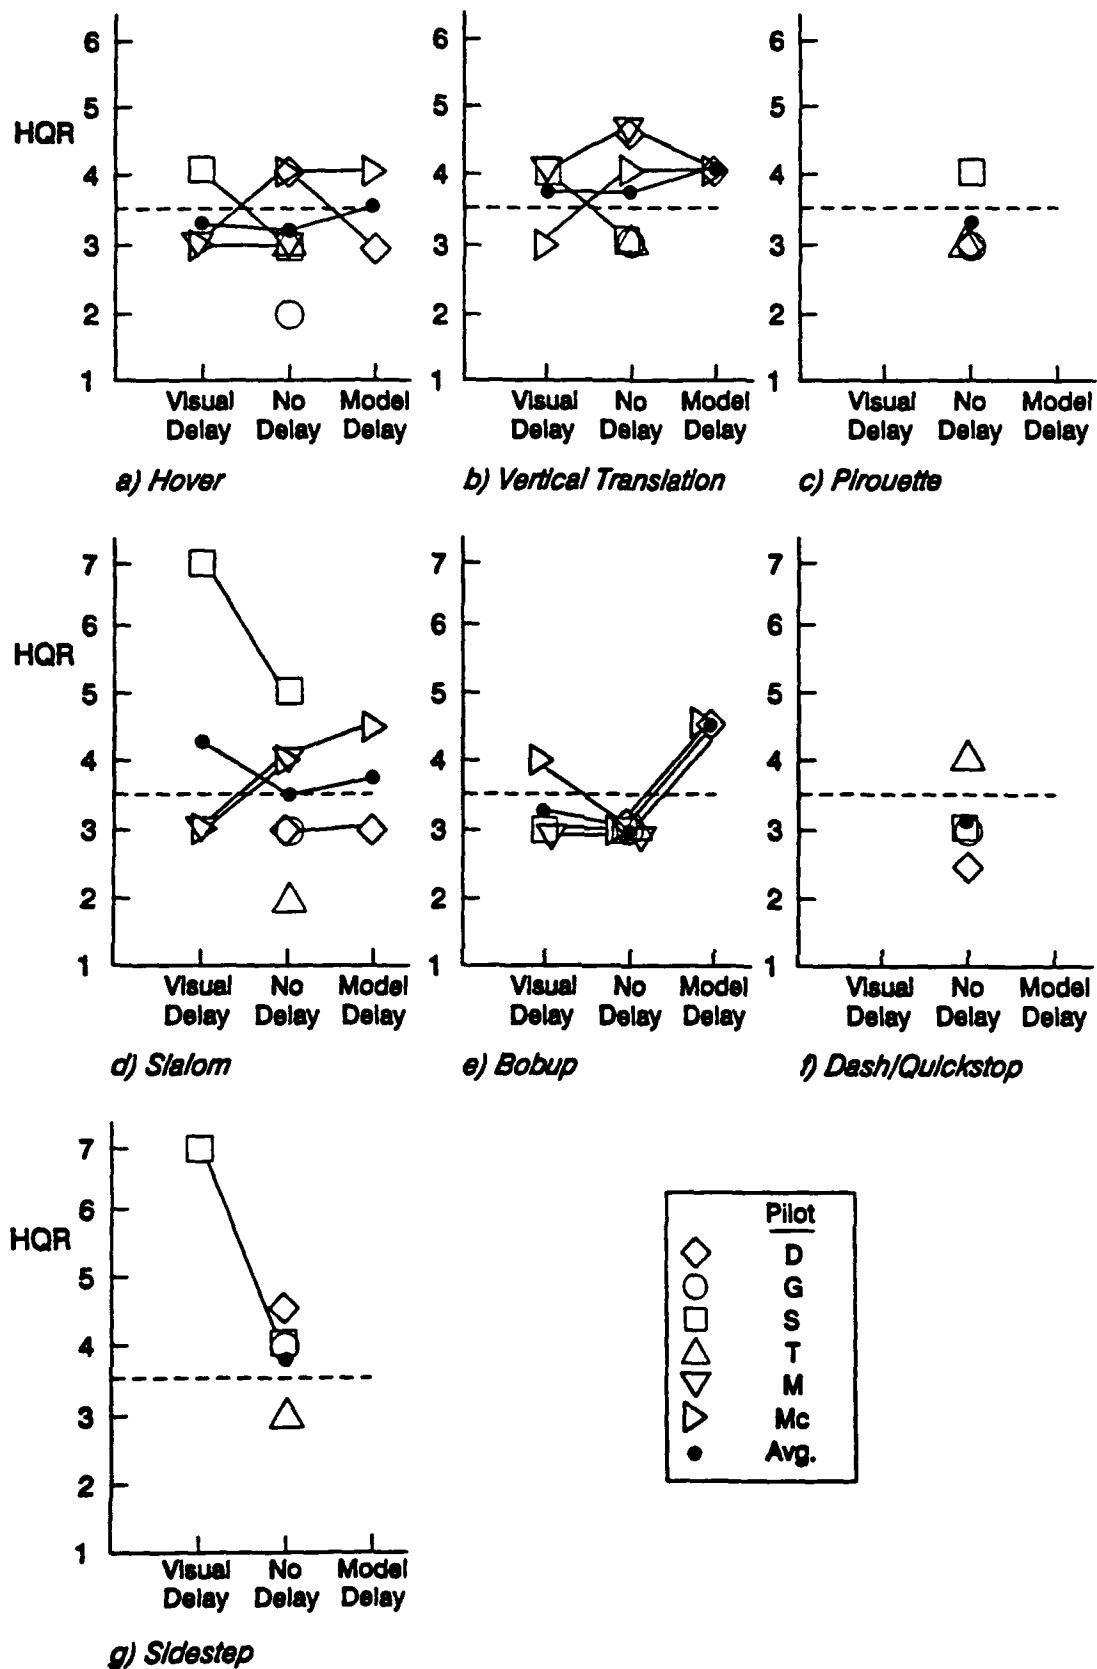 6
5
HQR
4
3
2
1
Visual Delay
No Delay
Model Delay
a) Hover
6
5
4
3
2
1
Visual Delay
No Delay
Model Delay
b) Vertical Translation
6
5
4
3
2
1
Visual Delay
No Delay
Model Delay
c) Pirouette
7
6
HQR
5
4
3
2
1
Visual Delay
No Delay
Model Delay
d) Slalom
7
6
5
4
3
2
1
Visual Delay
No Delay
Model Delay
e) Bobup
7
6
5
4
3
2
1
Visual Delay
No Delay
Model Delay
f) Dash/Quickstop
7
6
HQR
5
4
3
2
1
Visual Delay
No Delay
Model Delay
g) Sidestep
Pilot
D
G
S
T
M
Mc
Avg.